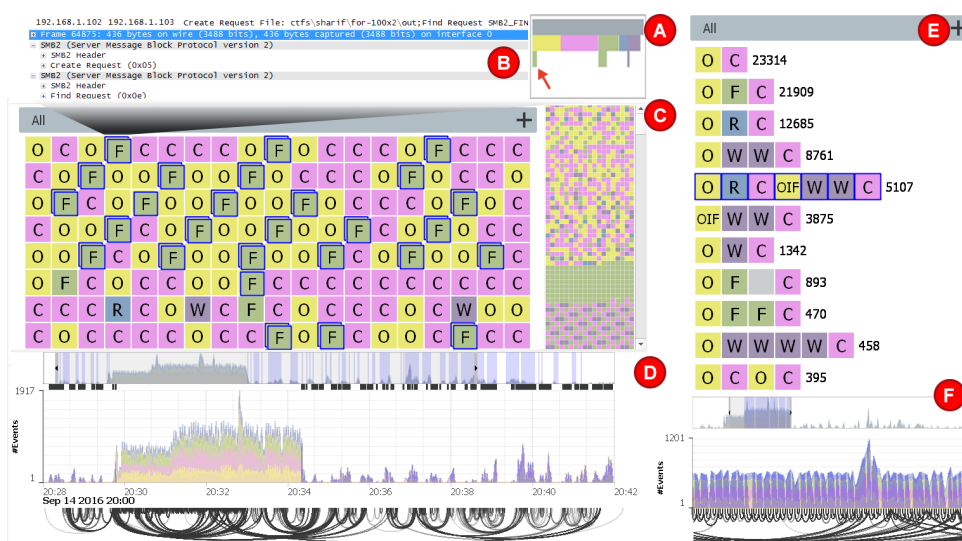 192.168.1.102 192.168.1.103 Create Request File: ctfs\sharif\for-100x2\out;Find Request SMB2_FIN
Frame 64875: 436 bytes on wire (3488 bits), 436 bytes captured (3488 bits) on interface 0
SMB2 (Server Message Block Protocol version 2)
SMB2 Header
Create Request (0x05)
SMB2 (Server Message Block Protocol version 2)
SMB2 Header
Find Request (0x0e)
A
B
C
All +
O C O F C C C C O F O C C C O F C C C
C O F O O F O O F O C C C O F O C C O
O F C O F O O F O O F O C C C O F O C
C O O F C O F O O F O O F C O F O C C
O O F C O F O O F O O F C O F O O F C
O F C O C C O O F C C C C C C C C C C
C C C R C O W C F C O C C C O C W O O
C O C C C C O C C F O F C O O C F C C
D
1917
#Events
1
20:28 20:30 20:32 20:34 20:36 20:38 20:40 20:42
Sep 14 2016 20:00
All +
E
O C 23314
O F C 21909
O R C 12685
O W W C 8761
O R C OIF W W C 5107
OIF W W C 3875
O W C 1342
O F C 893
O F F C 470
O W W W W C 458
O C O C 395
F
1201
#Events
1